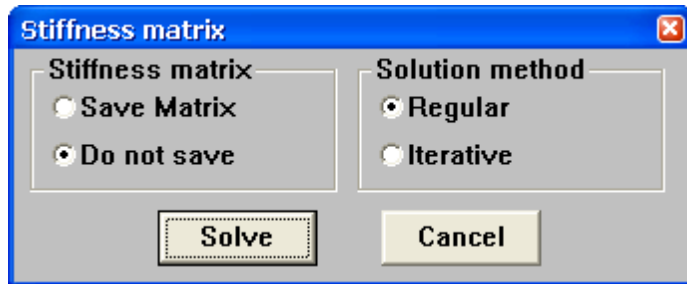 Stiffness matrix
Stiffness matrix
Save Matrix
Do not save
Solution method
Regular
Iterative
Solve
Cancel